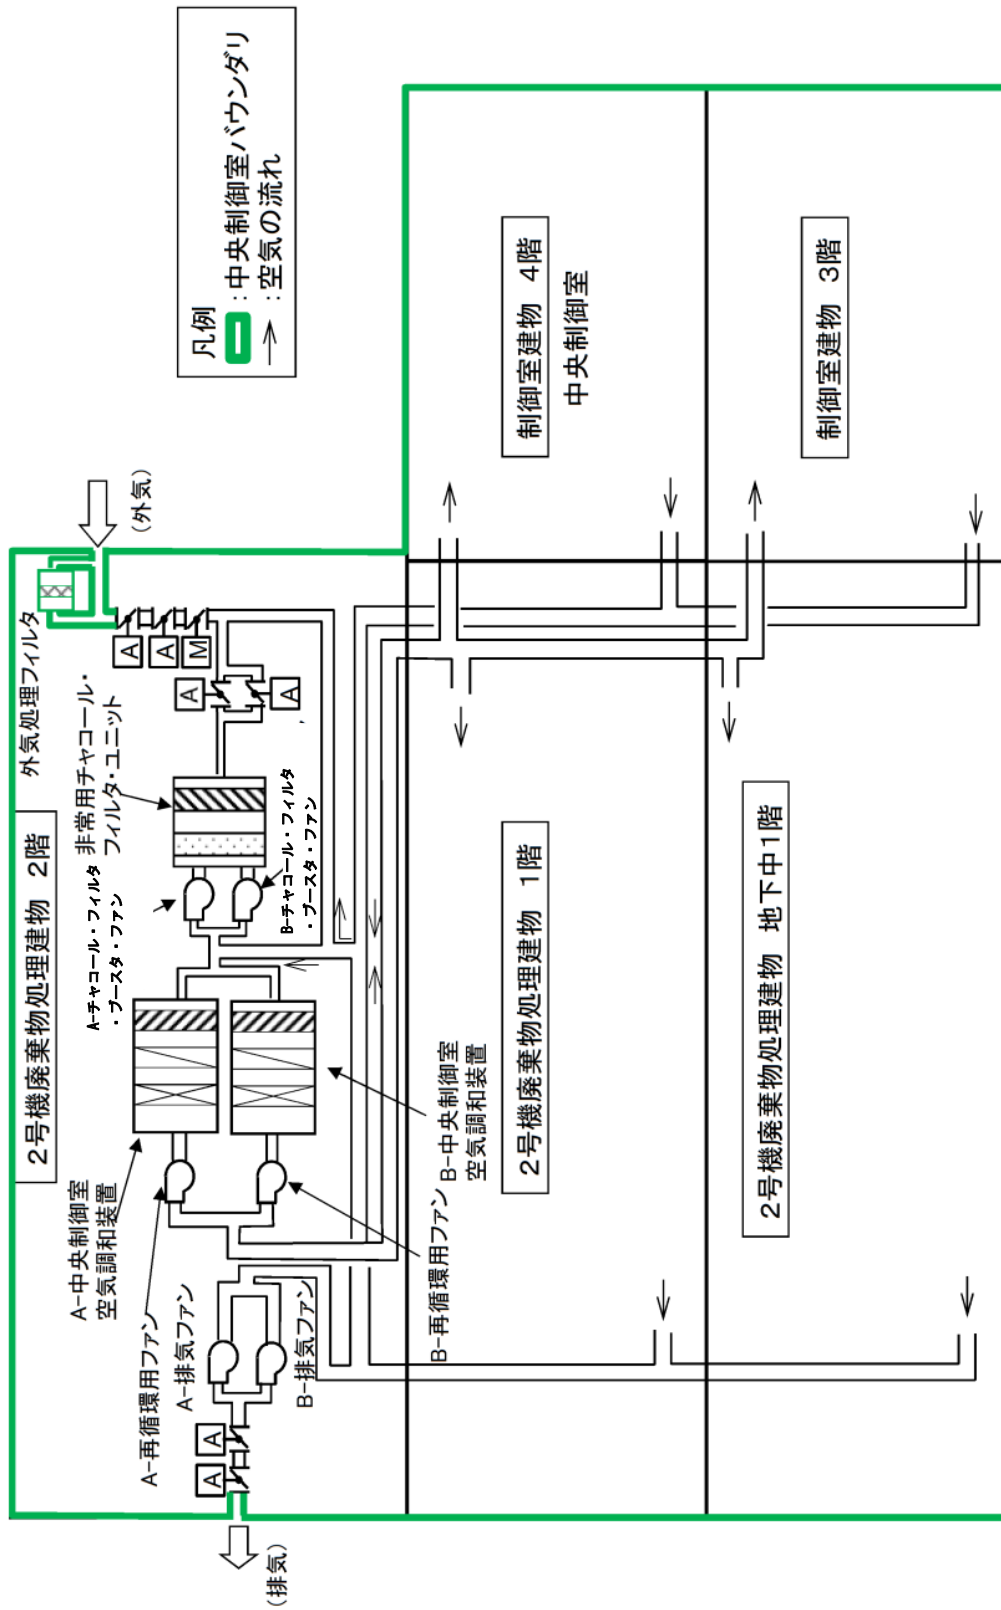 凡例
：中央制御室バウンダリ
：空気の流れ
(外気)
外気処理フィルタ
2号機廃棄物処理建物 2階
非常用チャコール・
フィルタ・ユニット
A-チャコール・フィルタ
・ブースタ・ファン
B-チャコール・フィルタ
・ブースタ・ファン
A
A
M
A
A
A-中央制御室
空気調和装置
B-中央制御室
空気調和装置
A-再循環用ファン
B-再循環用ファン
A-排気ファン
B-排気ファン
A
A
(排気)
制御室建物 4階
中央制御室
制御室建物 3階
2号機廃棄物処理建物 1階
2号機廃棄物処理建物 地下中1階